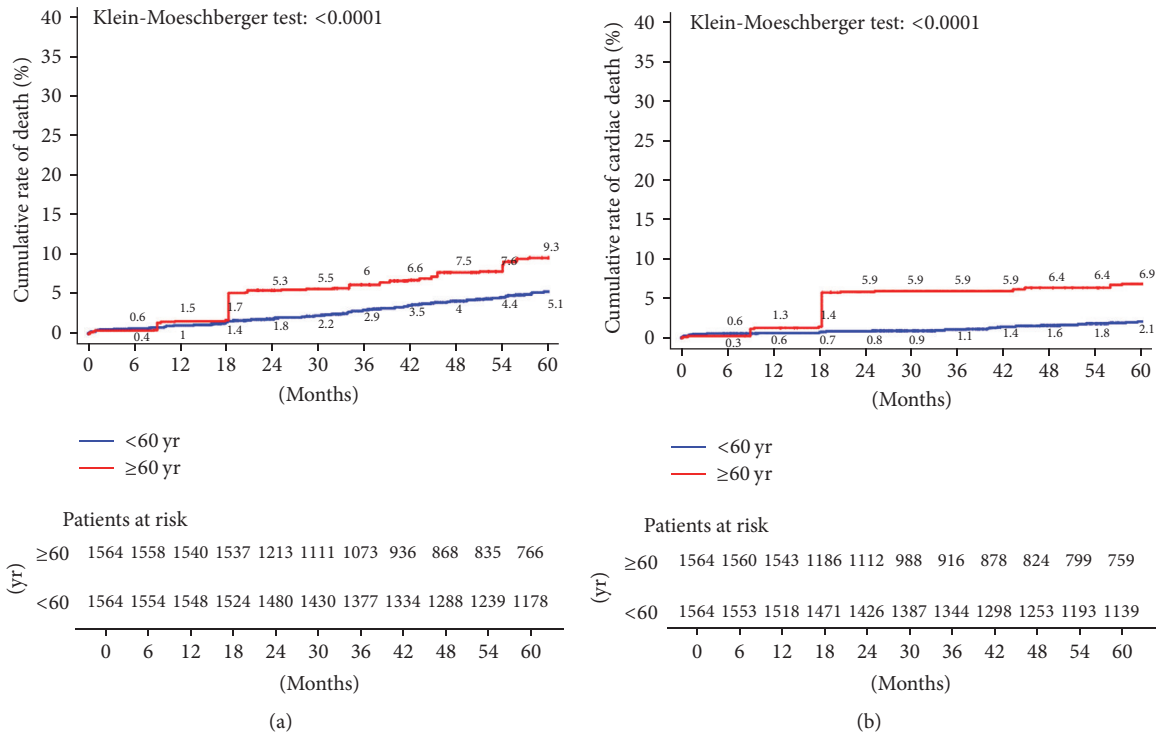 Klein-Moeschberger test: <0.0001
Cumulative rate of death (%)
40
35
30
25
20
15
10
5
0
0.6 1.5 1.7 5.3 5.5 6 6.6 7.5 7.6 9.3
0.4 1 1.4 1.8 2.2 2.9 3.5 4 4.4 5.1
0 6 12 18 24 30 36 42 48 54 60
(Months)
<60 yr
≥60 yr
Patients at risk
(yr)
≥60 1564 1558 1540 1537 1213 1111 1073 936 868 835 766
<60 1564 1554 1548 1524 1480 1430 1377 1334 1288 1239 1178
0 6 12 18 24 30 36 42 48 54 60
(Months)
(a)
Klein-Moeschberger test: <0.0001
Cumulative rate of cardiac death (%)
40
35
30
25
20
15
10
5
0
0.6 1.3 1.4 5.9 5.9 5.9 5.9 6.4 6.4 6.9
0.3 0.6 0.7 0.8 0.9 1.1 1.4 1.6 1.8 2.1
0 6 12 18 24 30 36 42 48 54 60
(Months)
<60 yr
≥60 yr
Patients at risk
(yr)
≥60 1564 1560 1543 1186 1112 988 916 878 824 799 759
<60 1564 1553 1518 1471 1426 1387 1344 1298 1253 1193 1139
0 6 12 18 24 30 36 42 48 54 60
(Months)
(b)